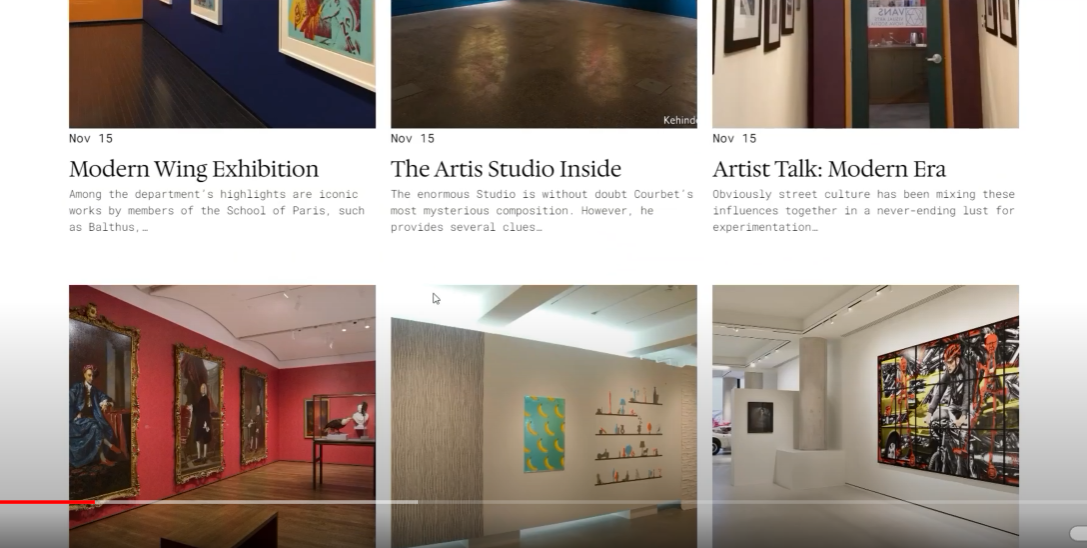 Kehind
Nov 15
Nov 15
Nov 15
Modern Wing Exhibition
The Artis Studio Inside
Artist Talk: Modern Era
Among the department's highlights are iconic
works by members of the School of Paris, such
as Balthus,…
The enormous Studio is without doubt Courbet's
most mysterious composition. However, he
provides several clues…
Obviously street culture has been mixing these
influences together in a never-ending lust for
experimentation…